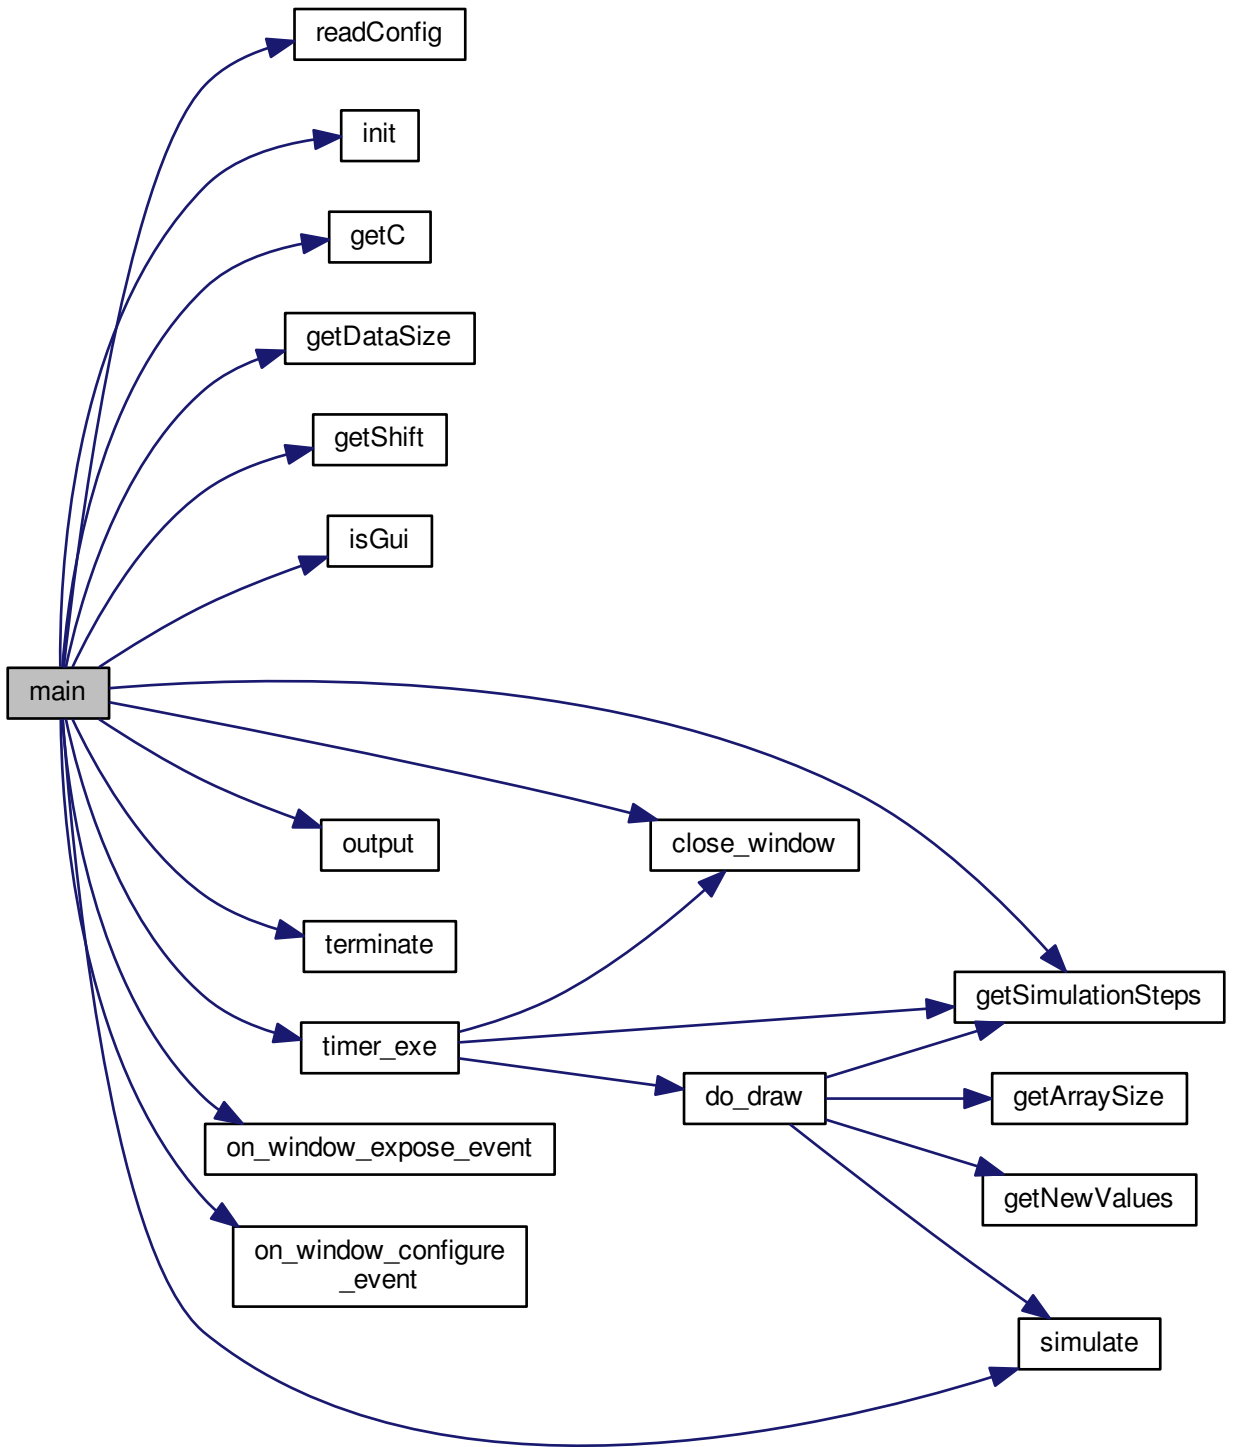 readConfig
init
getC
getDataSize
getShift
isGui
main
output
close_window
terminate
getSimulationSteps
timer_exe
do_draw
getArraySize
on_window_expose_event
getNewValues
on_window_configure
_event
simulate